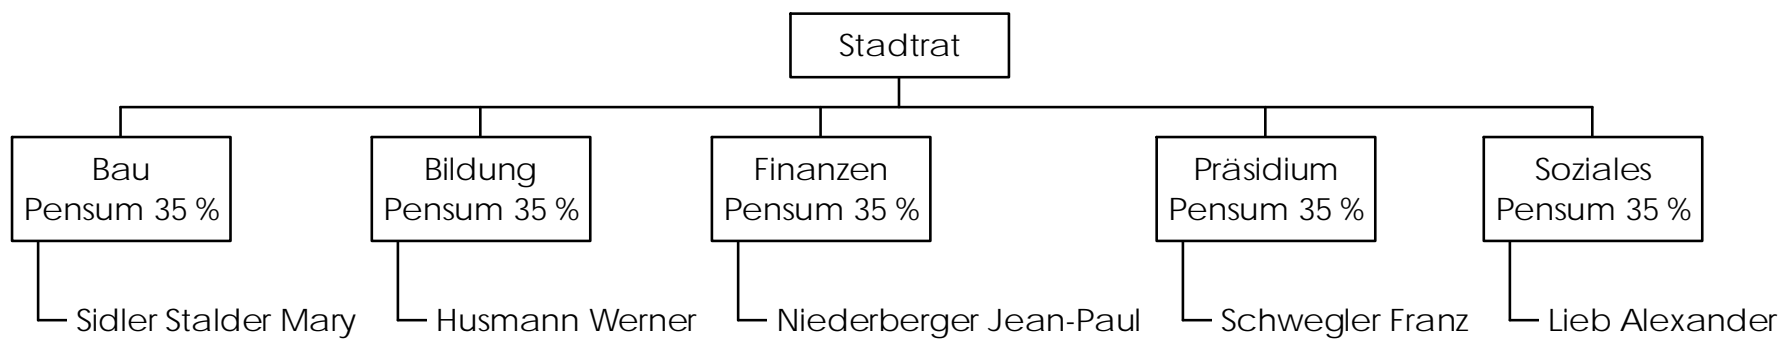 Stadtrat
Bau
Pensum 35 %
Bildung
Pensum 35 %
Finanzen
Pensum 35 %
Präsidium
Pensum 35 %
Soziales
Pensum 35 %
Sidler Stalder Mary
Husmann Werner
Niederberger Jean-Paul
Schwegler Franz
Lieb Alexander